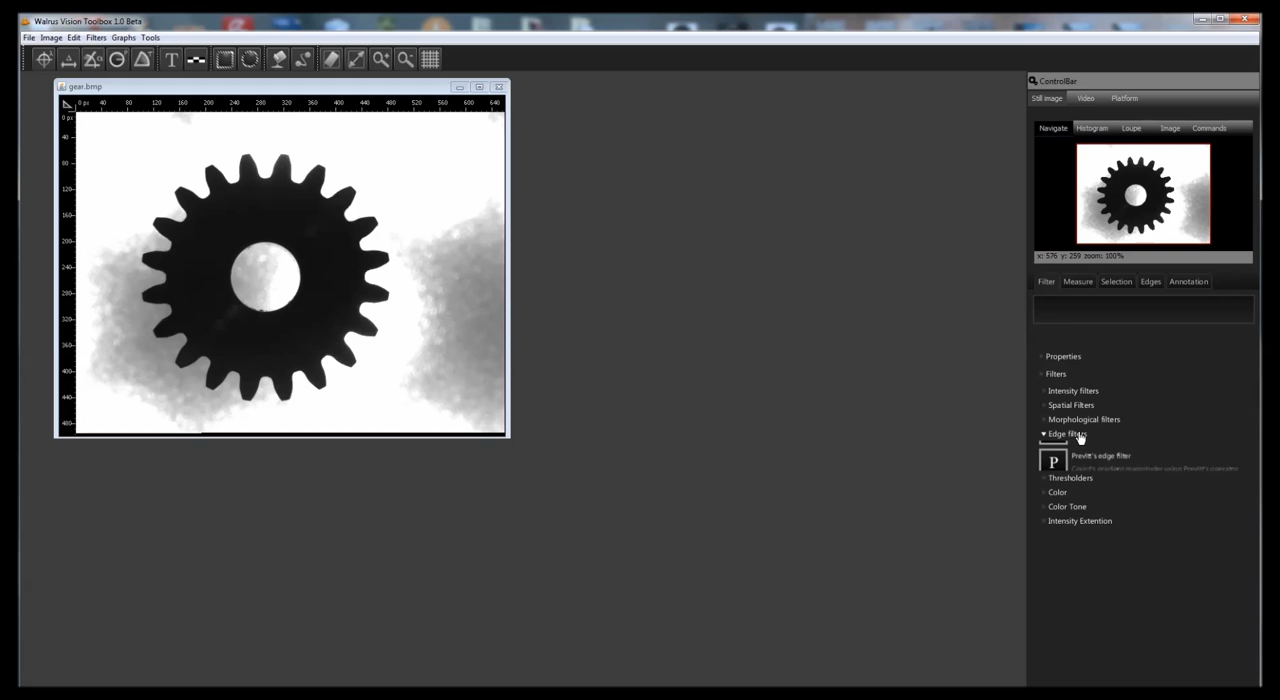 Walrus Vision Toolbox 1.0 Beta
File Image Edit Filters Graphs Tools
T
gear.bmp
0 px 40 80 120 160 200 240 280 320 360 400 440 480 520 560 600 640
0 px
40
80
120
160
200
240
280
320
360
400
440
480
ControlBar
Still image Video Platform
Navigate Histogram Loupe Image Commands
x: 576 y: 259 zoom: 100%
Filter Measure Selection Edges Annotation
Properties
Filters
Intensity filters
Spatial Filters
Morphological filters
Edge filters
P Previtt's edge filter
Thresholders
Color
Color Tone
Intensity Extention